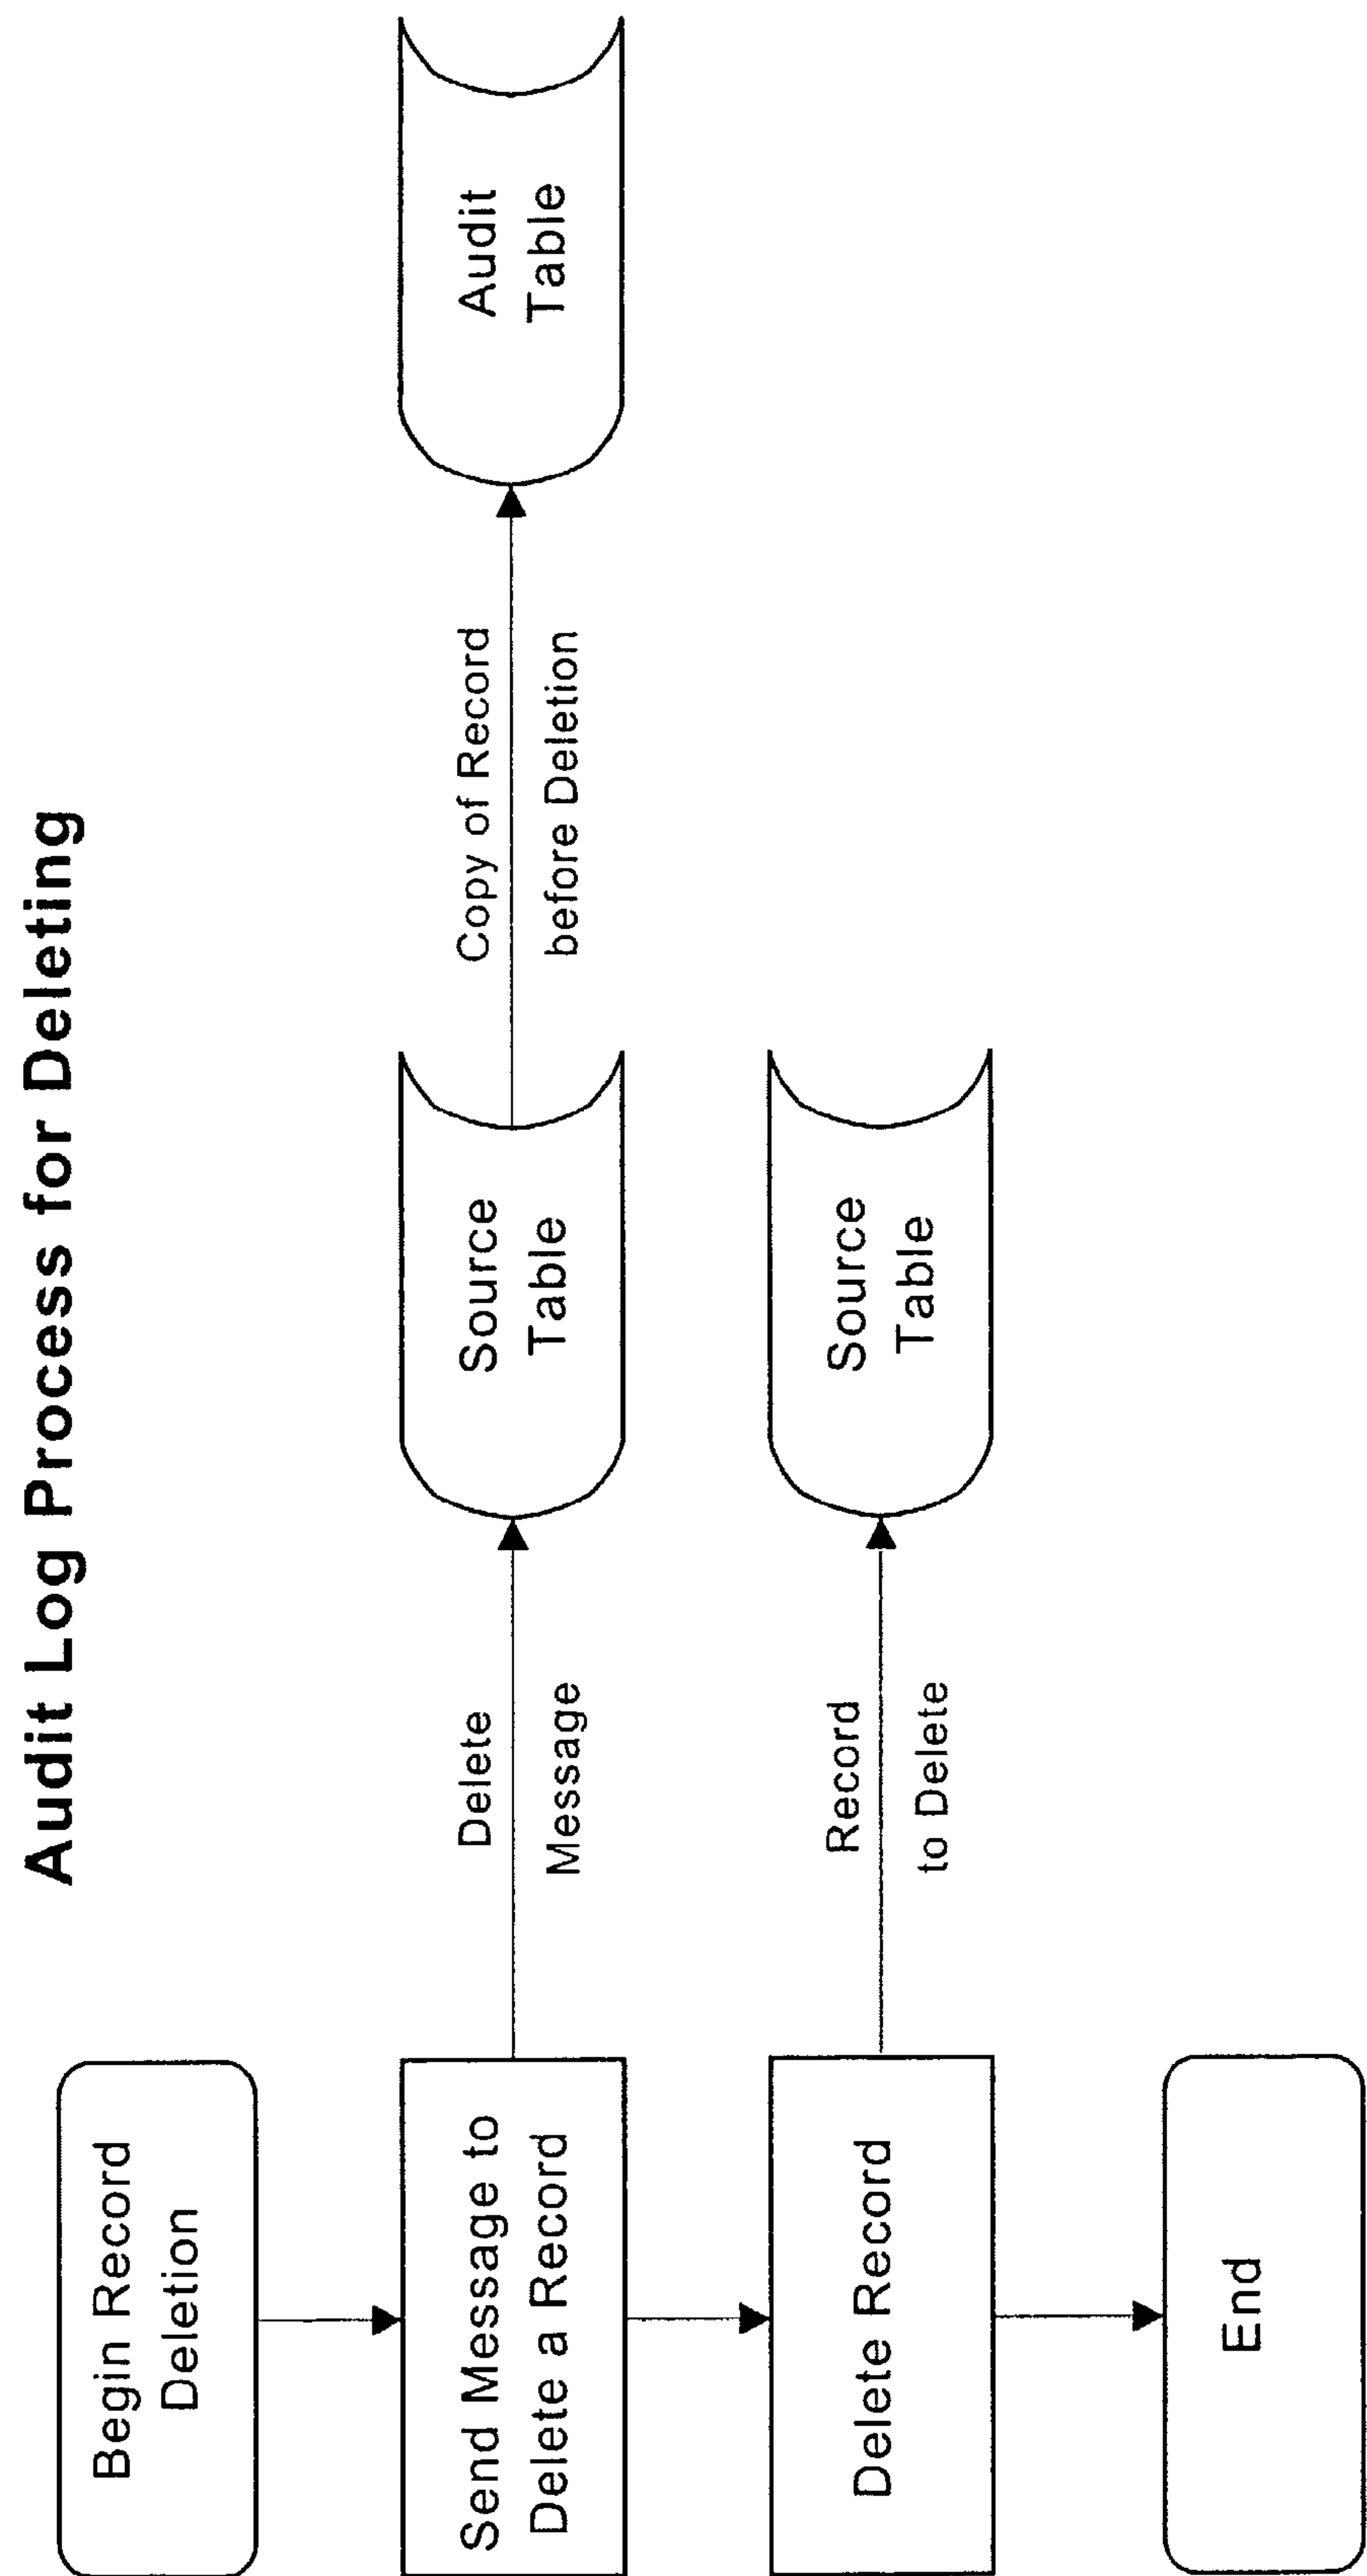 Audit Log Process for Deleting
Begin Record
Deletion
Send Message to
Delete a Record
Delete
Message
Source
Table
Copy of Record
before Deletion
Audit
Table
Delete Record
Record
to Delete
Source
Table
End